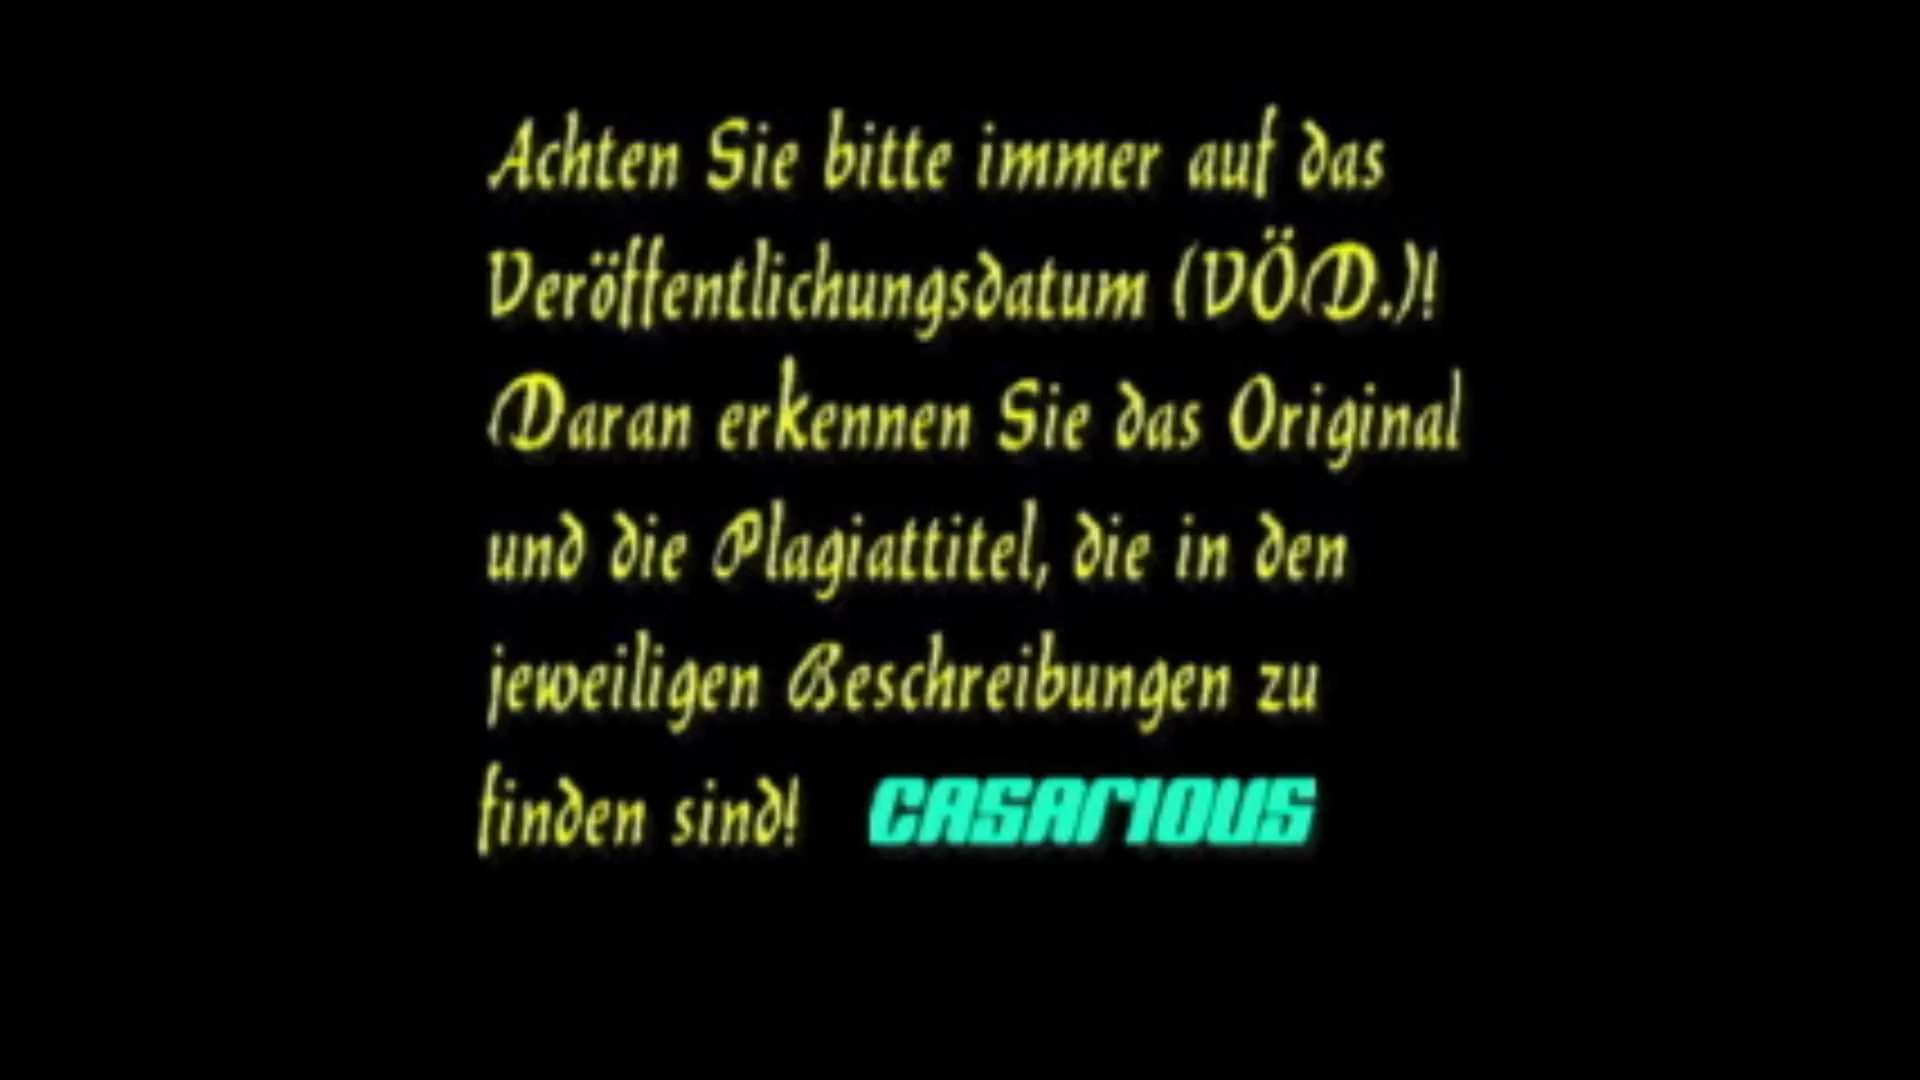 Achten Sie bitte immer auf das
Veröffentlichungsdatum (VÖD.)!
Daran erkennen Sie das Original
und die Plagiattitel, die in den
jeweiligen Beschreibungen zu
finden sind! CASArIOUS